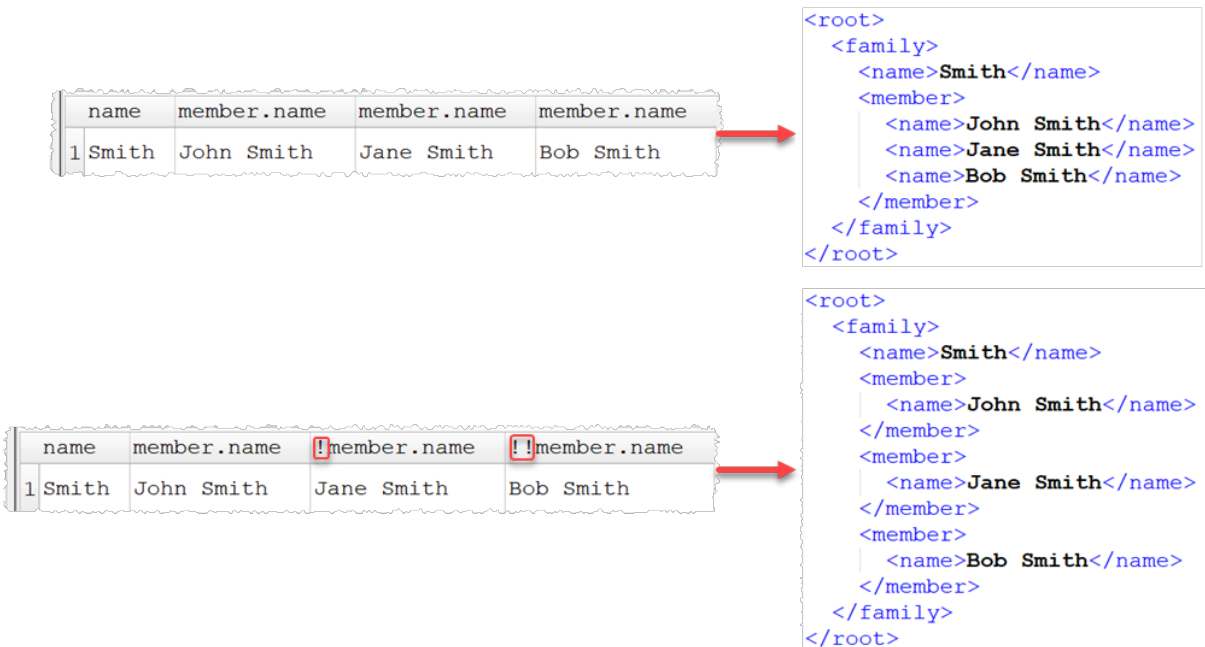 name member.name member.name member.name
1 Smith John Smith Jane Smith Bob Smith
<root>
<family>
<name>Smith</name>
<member>
<name>John Smith</name>
<name>Jane Smith</name>
<name>Bob Smith</name>
</member>
</family>
</root>
name member.name !member.name !!member.name
1 Smith John Smith Jane Smith Bob Smith
<root>
<family>
<name>Smith</name>
<member>
<name>John Smith</name>
</member>
<member>
<name>Jane Smith</name>
</member>
<member>
<name>Bob Smith</name>
</member>
</family>
</root>